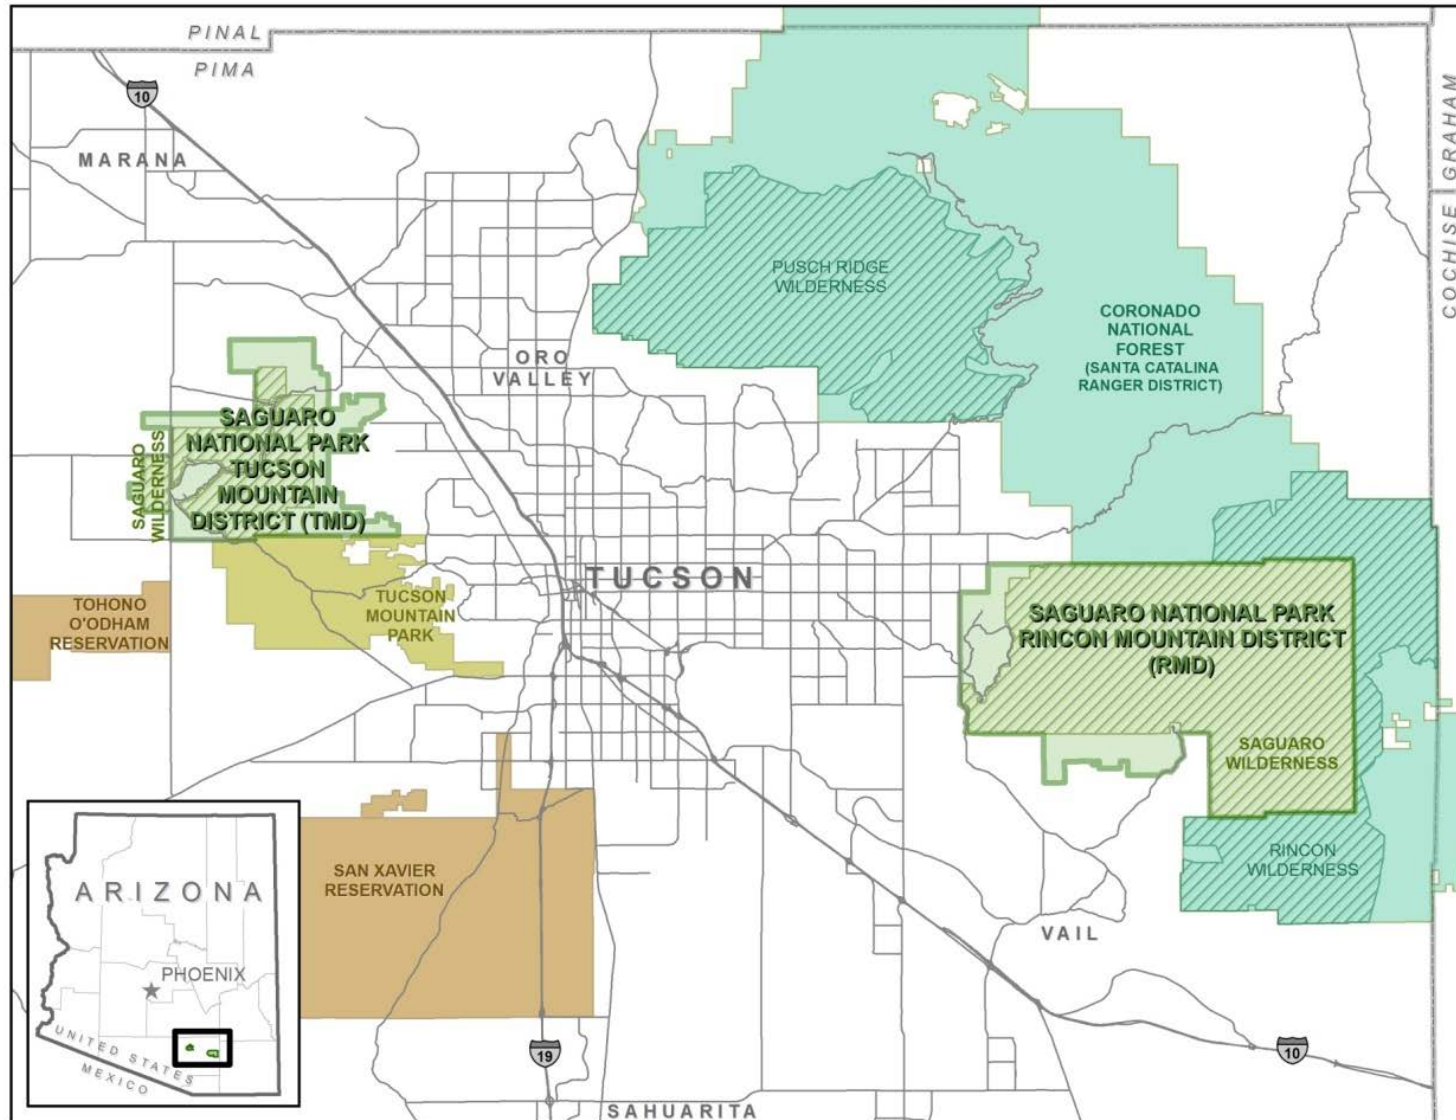 PINAL
PIMA
10
MARANA
GRAHAM
COCHISE
PUSCH RIDGE
WILDERNESS
CORONADO
NATIONAL
FOREST
(SANTA CATALINA
RANGER DISTRICT)
ORO
VALLEY
SAGUARO
NATIONAL PARK
TUCSON
MOUNTAIN
DISTRICT (TMD)
SAGUARO
WILDERNESS
TUCSON
TUCSON
MOUNTAIN
PARK
TOHONO
O'ODHAM
RESERVATION
SAGUARO NATIONAL PARK
RINCON MOUNTAIN DISTRICT
(RMD)
SAGUARO
WILDERNESS
RINCON
WILDERNESS
SAN XAVIER
RESERVATION
VAIL
ARIZONA
PHOENIX
UNITED STATES
MEXICO
19
10
SAHUARITA